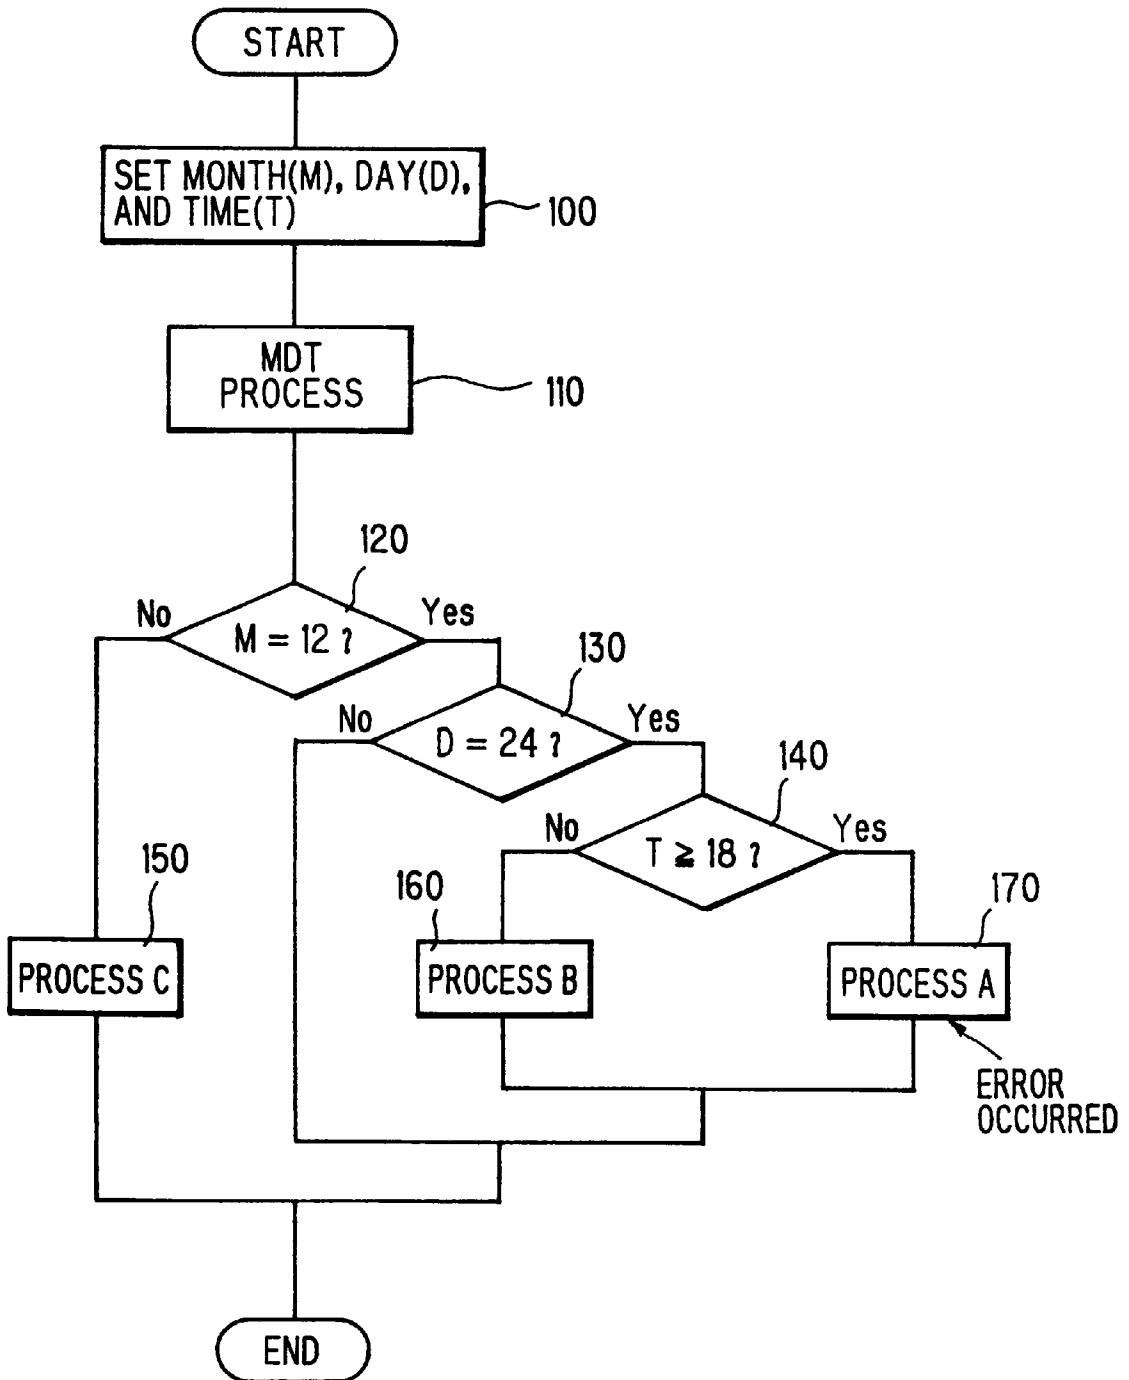 START
SET MONTH(M), DAY(D),
AND TIME(T)
100
MDT
PROCESS
110
120
No
Yes
M = 12 ?
130
No
Yes
D = 24 ?
140
No
Yes
T ≧ 18 ?
150
160
170
PROCESS C
PROCESS B
PROCESS A
ERROR
OCCURRED
END